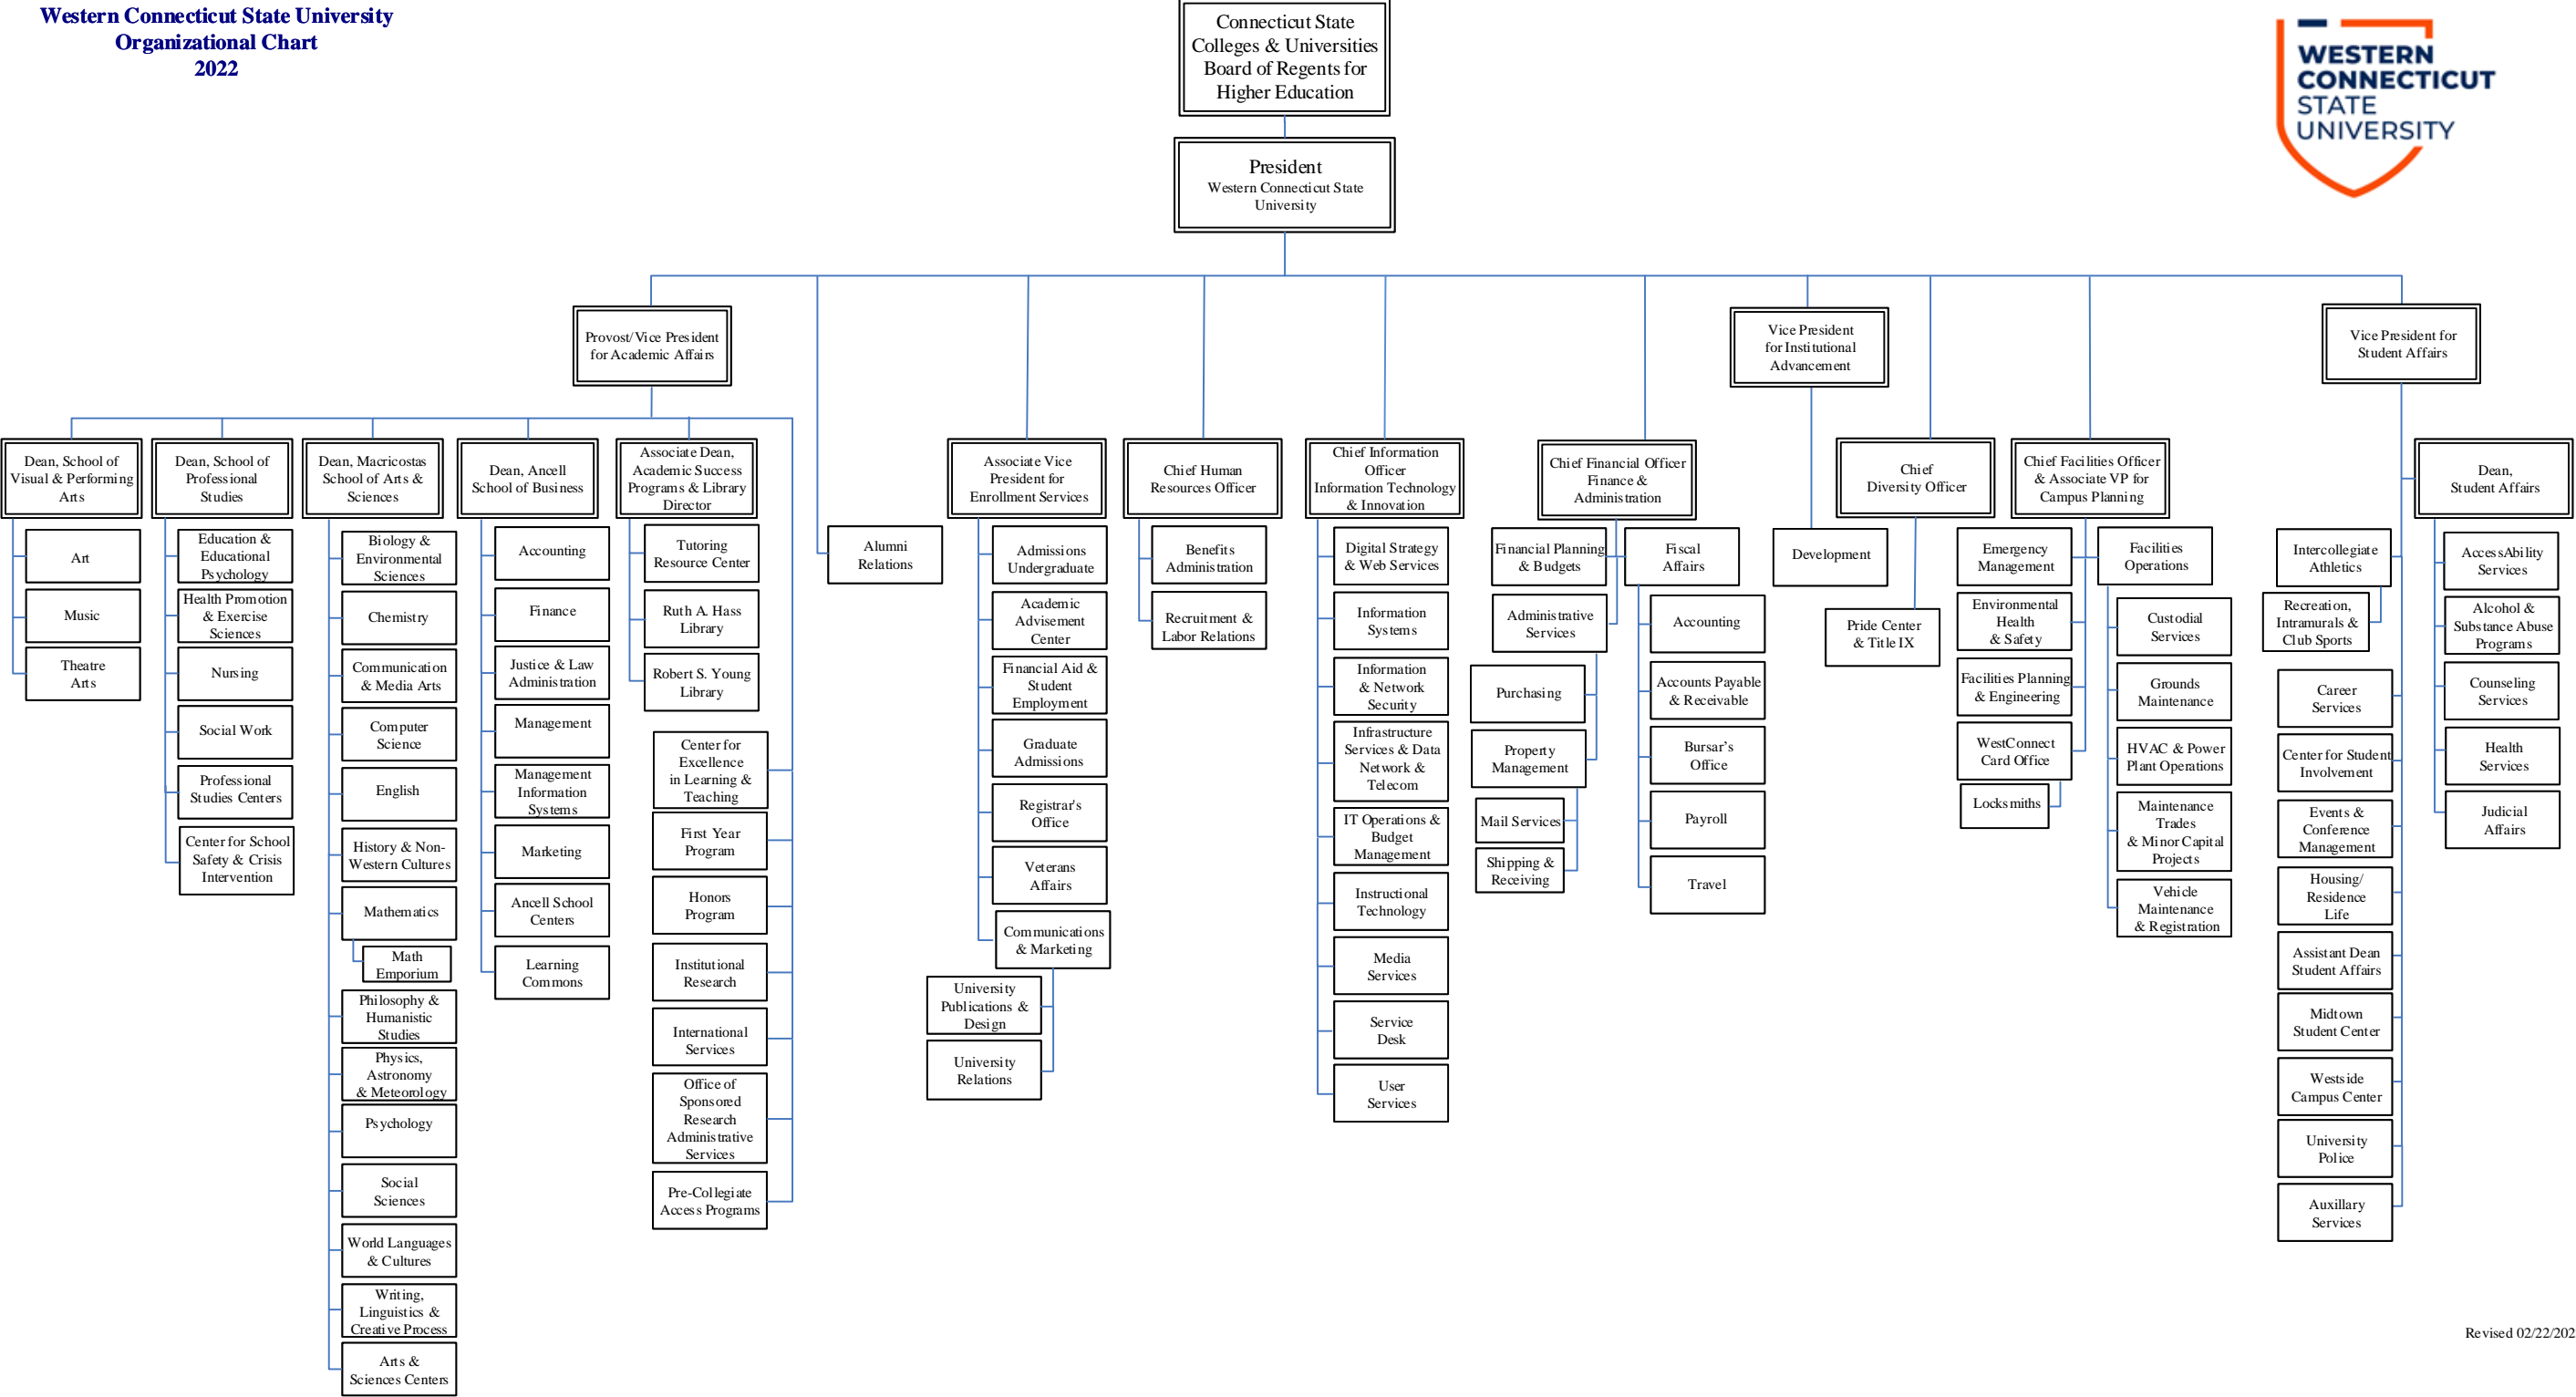 Western Connecticut State University
Organizational Chart
2022
Connecticut State
Colleges & Universities
Board of Regents for
Higher Education
WESTERN
CONNECTICUT
STATE
UNIVERSITY
President
Western Connecticut State
University
Provost/Vice President
for Academic Affairs
Vice President
for Institutional
Advancement
Vice President for
Student Affairs
Dean, School of
Visual & Performing
Arts
Art
Music
Theatre
Arts
Dean, School of
Professional
Studies
Education &
Educational
Psychology
Health Promotion
& Exercise
Sciences
Nursing
Social Work
Professional
Studies Centers
Center for School
Safety & Crisis
Intervention
Dean, Macricostas
School of Arts &
Sciences
Biology &
Environmental
Sciences
Chemistry
Communication
& Media Arts
Computer
Science
English
History & Non-
Western Cultures
Mathematics
Math
Emporium
Philosophy &
Humanistic
Studies
Physics,
Astronomy
& Meteorology
Psychology
Social
Sciences
World Languages
& Cultures
Writing,
Linguistics &
Creative Process
Arts &
Sciences Centers
Dean, Ancell
School of Business
Accounting
Finance
Justice & Law
Administration
Management
Management
Information
Systems
Marketing
Ancell School
Centers
Learning
Commons
Associate Dean,
Academic Success
Programs & Library
Director
Tutoring
Resource Center
Ruth A. Hass
Library
Robert S. Young
Library
Center for
Excellence
in Learning &
Teaching
First Year
Program
Honors
Program
Institutional
Research
International
Services
Office of
Sponsored
Research
Administrative
Services
Pre-Collegiate
Access Programs
Alumni
Relations
Associate Vice
President for
Enrollment Services
Admissions
Undergraduate
Academic
Advisement
Center
Financial Aid &
Student
Employment
Graduate
Admissions
Registrar's
Office
Veterans
Affairs
Communications
& Marketing
University
Publications &
Design
University
Relations
Chief Human
Resources Officer
Benefits
Administration
Recruitment &
Labor Relations
Chief Information
Officer
Information Technology
& Innovation
Digital Strategy
& Web Services
Information
Systems
Information
& Network
Security
Infrastructure
Services & Data
Network &
Telecom
IT Operations &
Budget
Management
Instructional
Technology
Media
Services
Service
Desk
User
Services
Chief Financial Officer
Finance &
Administration
Financial Planning
& Budgets
Administrative
Services
Purchasing
Property
Management
Mail Services
Shipping &
Receiving
Fiscal
Affairs
Accounting
Accounts Payable
& Receivable
Bursar’s
Office
Payroll
Travel
Development
Chief
Diversity Officer
Pride Center
& Title IX
Chief Facilities Officer
& Associate VP for
Campus Planning
Emergency
Management
Environmental
Health
& Safety
Facilities Planning
& Engineering
WestConnect
Card Office
Locksmiths
Facilities
Operations
Custodial
Services
Grounds
Maintenance
HVAC & Power
Plant Operations
Maintenance
Trades
& Minor Capital
Projects
Vehicle
Maintenance
& Registration
Intercollegiate
Athletics
Recreation,
Intramurals &
Club Sports
Career
Services
Center for Student
Involvement
Events &
Conference
Management
Housing/
Residence
Life
Assistant Dean
Student Affairs
Midtown
Student Center
Westside
Campus Center
University
Police
Auxillary
Services
Dean,
Student Affairs
AccessAbility
Services
Alcohol &
Substance Abuse
Programs
Counseling
Services
Health
Services
Judicial
Affairs
Revised 02/22/202